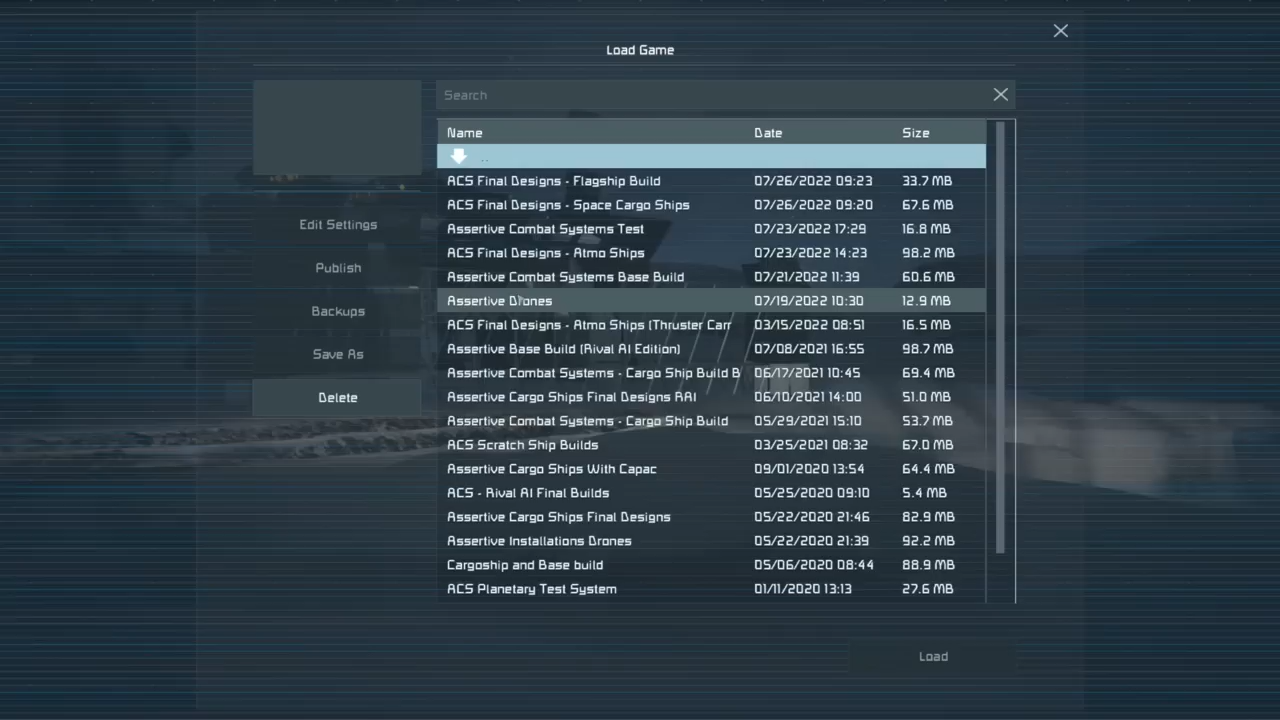 Load Game
Search
Name Date Size
..
ACS Final Designs - Flagship Build 07/26/2022 09:23 33.7 MB
ACS Final Designs - Space Cargo Ships 07/26/2022 09:20 67.6 MB
Assertive Combat Systems Test 07/23/2022 17:29 16.8 MB
ACS Final Designs - Atmo Ships 07/23/2022 14:23 98.2 MB
Assertive Combat Systems Base Build 07/21/2022 11:39 60.6 MB
Assertive Drones 07/19/2022 10:30 12.9 MB
ACS Final Designs - Atmo Ships (Thruster Carr 03/15/2022 08:51 16.5 MB
Assertive Base Build (Rival AI Edition) 07/08/2021 16:55 98.7 MB
Assertive Combat Systems - Cargo Ship Build B 06/17/2021 10:45 69.4 MB
Assertive Cargo Ships Final Designs RAI 06/10/2021 14:00 51.0 MB
Assertive Combat Systems - Cargo Ship Build 05/29/2021 15:10 53.7 MB
ACS Scratch Ship Builds 03/25/2021 08:32 67.0 MB
Assertive Cargo Ships With Capac 09/01/2020 13:54 64.4 MB
ACS - Rival AI Final Builds 05/25/2020 09:10 5.4 MB
Assertive Cargo Ships Final Designs 05/22/2020 21:46 82.9 MB
Assertive Installations Drones 05/22/2020 21:39 92.2 MB
Cargoship and Base build 05/06/2020 08:44 88.9 MB
ACS Planetary Test System 01/11/2020 13:13 27.6 MB
Edit Settings
Publish
Backups
Save As
Delete
Load